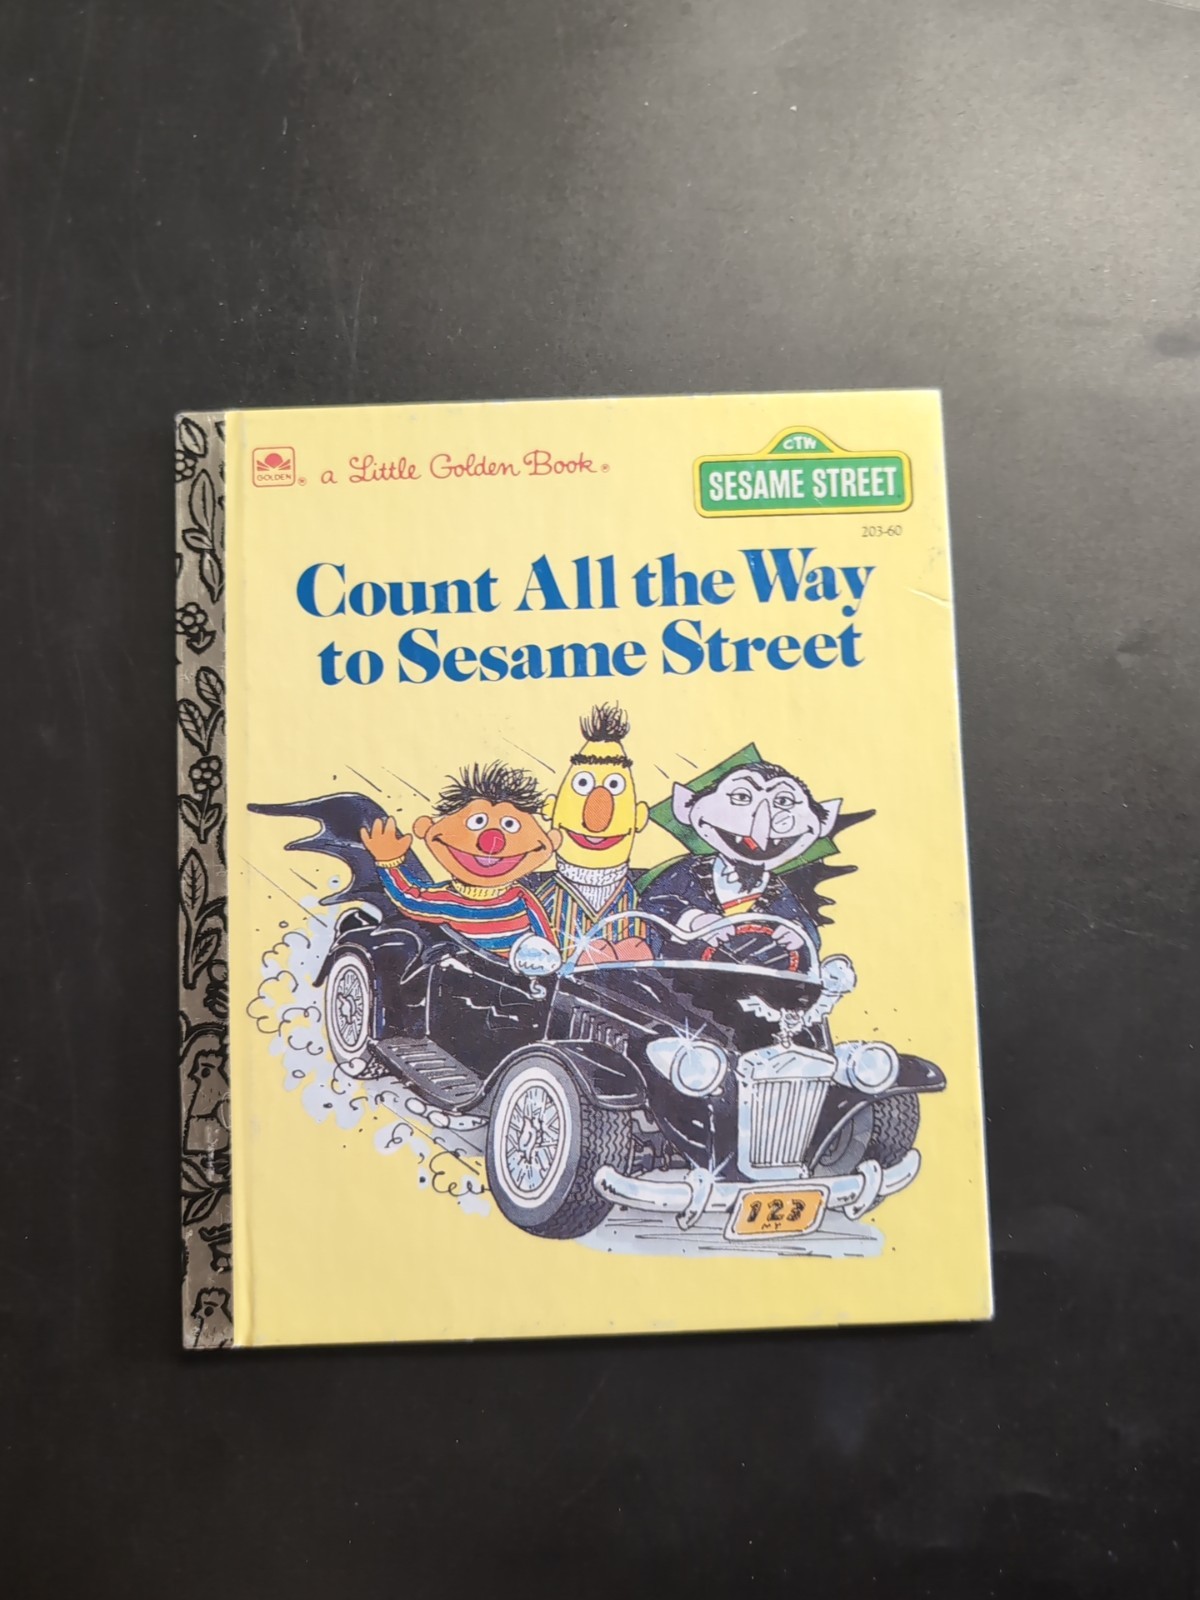 GOLDEN® a Little Golden Book®
CTW
SESAME STREET
203-60
Count All the Way
to Sesame Street
123
NY